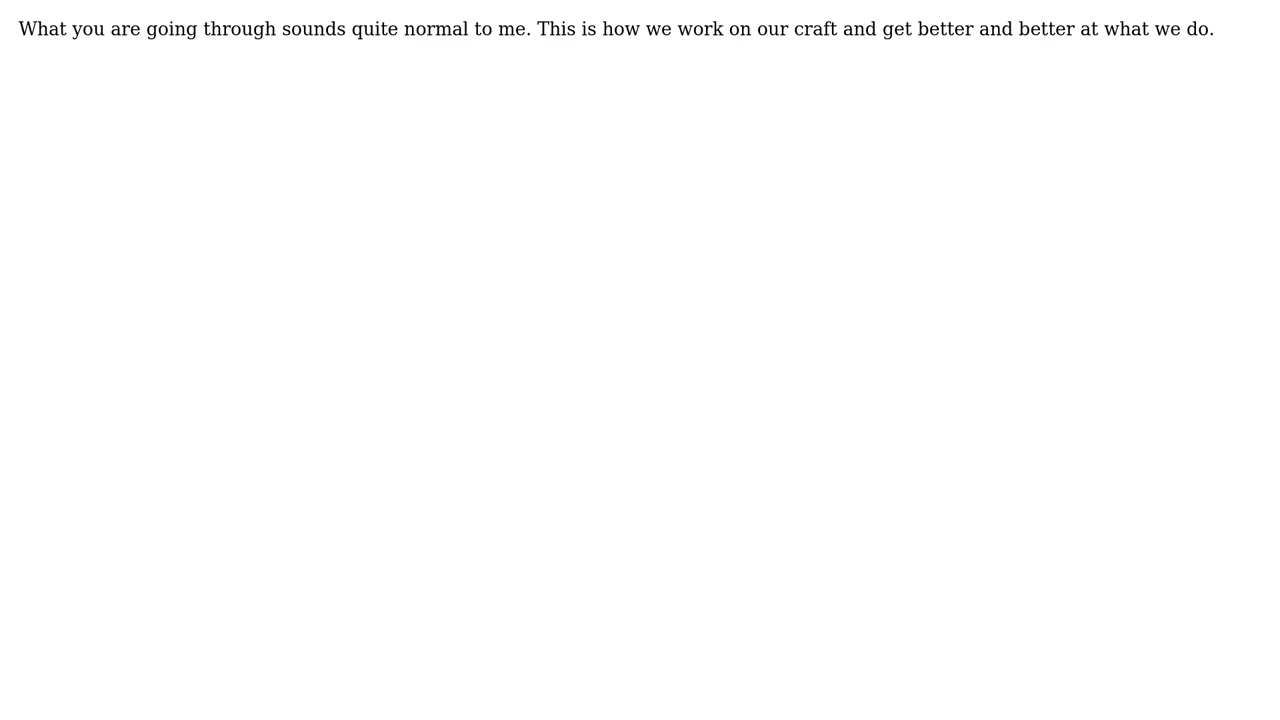 What you are going through sounds quite normal to me. This is how we work on our craft and get better and better at what we do.